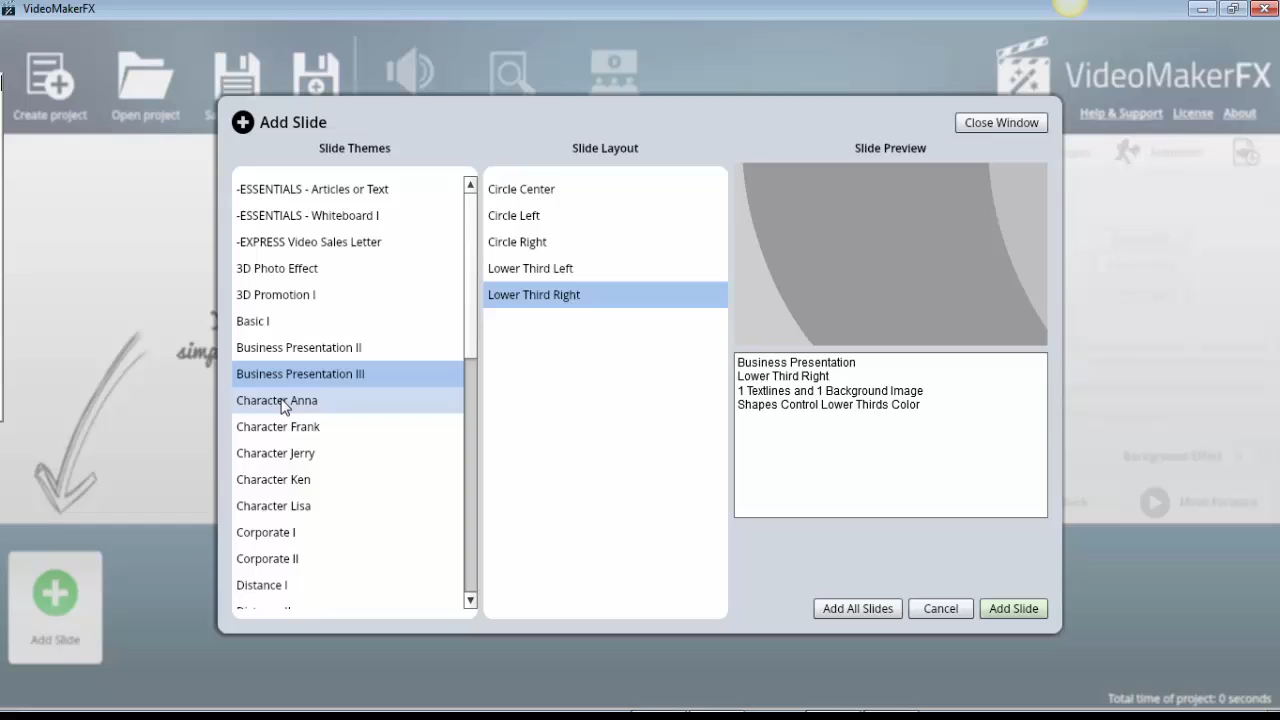 VideoMakerFX
Create project
Open project
VideoMakerFX
Help & Support License About
Add Slide
Close Window
Slide Themes
Slide Layout
Slide Preview
-ESSENTIALS - Articles or Text
-ESSENTIALS - Whiteboard I
-EXPRESS Video Sales Letter
3D Photo Effect
3D Promotion I
Basic I
Business Presentation II
Business Presentation III
Character Anna
Character Frank
Character Jerry
Character Ken
Character Lisa
Corporate I
Corporate II
Distance I
Circle Center
Circle Left
Circle Right
Lower Third Left
Lower Third Right
Business Presentation
Lower Third Right
1 Textlines and 1 Background Image
Shapes Control Lower Thirds Color
Add All Slides
Cancel
Add Slide
simp
Background Effect
Move Forward
Add Slide
Total time of project: 0 seconds